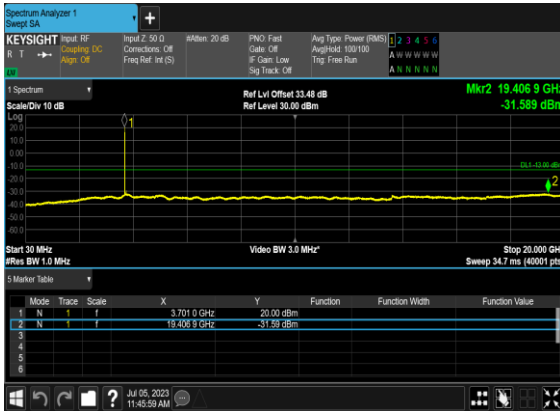 Spectrum Analyzer 1
Swept SA
+
KEYSIGHT Input: RF Input Z: 50 Ω #Atten: 20 dB PNO: Fast Avg Type: Power (RMS) 1 2 3 4 5 6
R T Coupling: DC Corrections: Off Gate: Off Avg|Hold: 100/100 A W W W W W
Align: Off Freq Ref: Int (S) IF Gain: Low Trig: Free Run
Sig Track: Off A N N N N N
1 Spectrum Ref Lvl Offset 33.48 dB Mkr2 19.406 9 GHz
Scale/Div 10 dB Ref Level 30.00 dBm -31.589 dBm
Log
20.0
10.0
0.00
-10.0
-20.0
-30.0
-40.0
-50.0
-60.0
1
DL1 -13.00 dBm
2
Start 30 MHz Video BW 3.0 MHz* Stop 20.000 GHz
#Res BW 1.0 MHz Sweep 34.7 ms (40001 pts)
5 Marker Table
Mode Trace Scale X Y Function Function Width Function Value
1 N 1 f 3.701 0 GHz 20.00 dBm
2 N 1 f 19.406 9 GHz -31.59 dBm
3
4
5
6
? Jul 05, 2023
11:45:59 AM